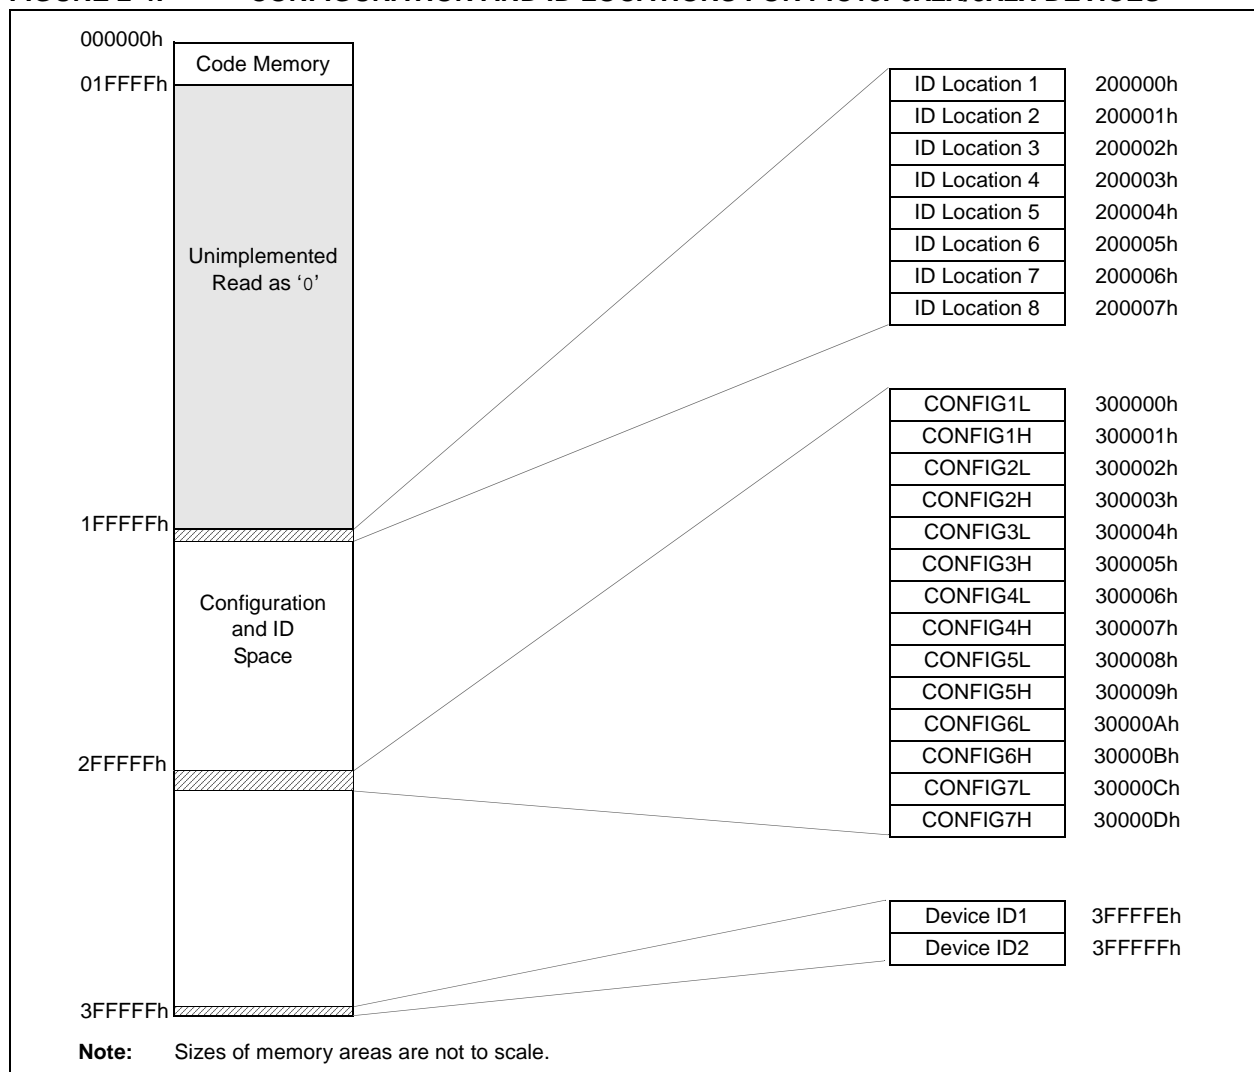 000000h
Code Memory
01FFFFh
Unimplemented
Read as ‘0’
1FFFFFh
Configuration
and ID
Space
2FFFFFh
3FFFFFh
ID Location 1 200000h
ID Location 2 200001h
ID Location 3 200002h
ID Location 4 200003h
ID Location 5 200004h
ID Location 6 200005h
ID Location 7 200006h
ID Location 8 200007h
CONFIG1L 300000h
CONFIG1H 300001h
CONFIG2L 300002h
CONFIG2H 300003h
CONFIG3L 300004h
CONFIG3H 300005h
CONFIG4L 300006h
CONFIG4H 300007h
CONFIG5L 300008h
CONFIG5H 300009h
CONFIG6L 30000Ah
CONFIG6H 30000Bh
CONFIG7L 30000Ch
CONFIG7H 30000Dh
Device ID1 3FFFFEh
Device ID2 3FFFFFh
Note: Sizes of memory areas are not to scale.